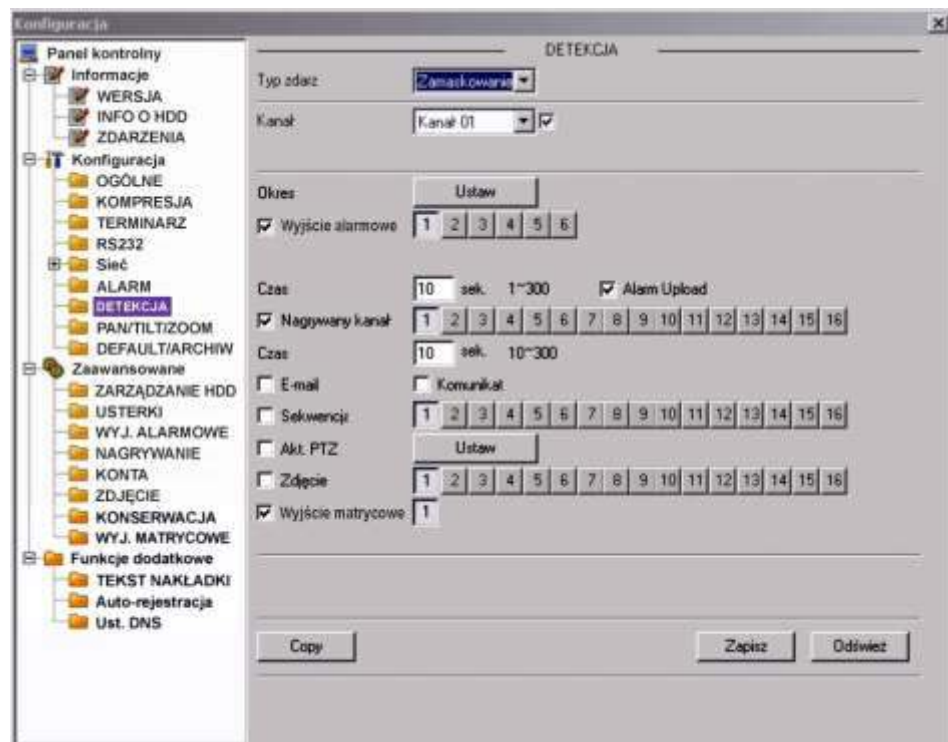 Konfiguracja
Panel kontrolny
Informacje
WERSJA
INFO O HDD
ZDARZENIA
Konfiguracja
OGÓLNE
KOMPRESJA
TERMINARZ
RS232
Sieć
ALARM
DETEKCJA
PAN/TILT/ZOOM
DEFAULT/ARCHIW
Zaawansowane
ZARZĄDZANIE HDD
USTERKI
WYJ. ALARMOWE
NAGRYWANIE
KONTA
ZDJĘCIE
KONSERWACJA
WYJ. MATRYCOWE
Funkcje dodatkowe
TEKST NAKŁADKI
Auto-rejestracja
Ust. DNS
DETEKCJA
Typ zdarz Zamaskowanie
Kanał Kanał 01
Okres Ustaw
Wyjście alarmowe 1 2 3 4 5 6
Czas 10 sek. 1~300 Alarm Upload
Nagrywany kanał 1 2 3 4 5 6 7 8 9 10 11 12 13 14 15 16
Czas 10 sek. 10~300
E-mail Komunikat
Sekwencja 1 2 3 4 5 6 7 8 9 10 11 12 13 14 15 16
Akt. PTZ Ustaw
Zdjęcie 1 2 3 4 5 6 7 8 9 10 11 12 13 14 15 16
Wyjście matrycowe 1
Copy Zapisz Odśwież